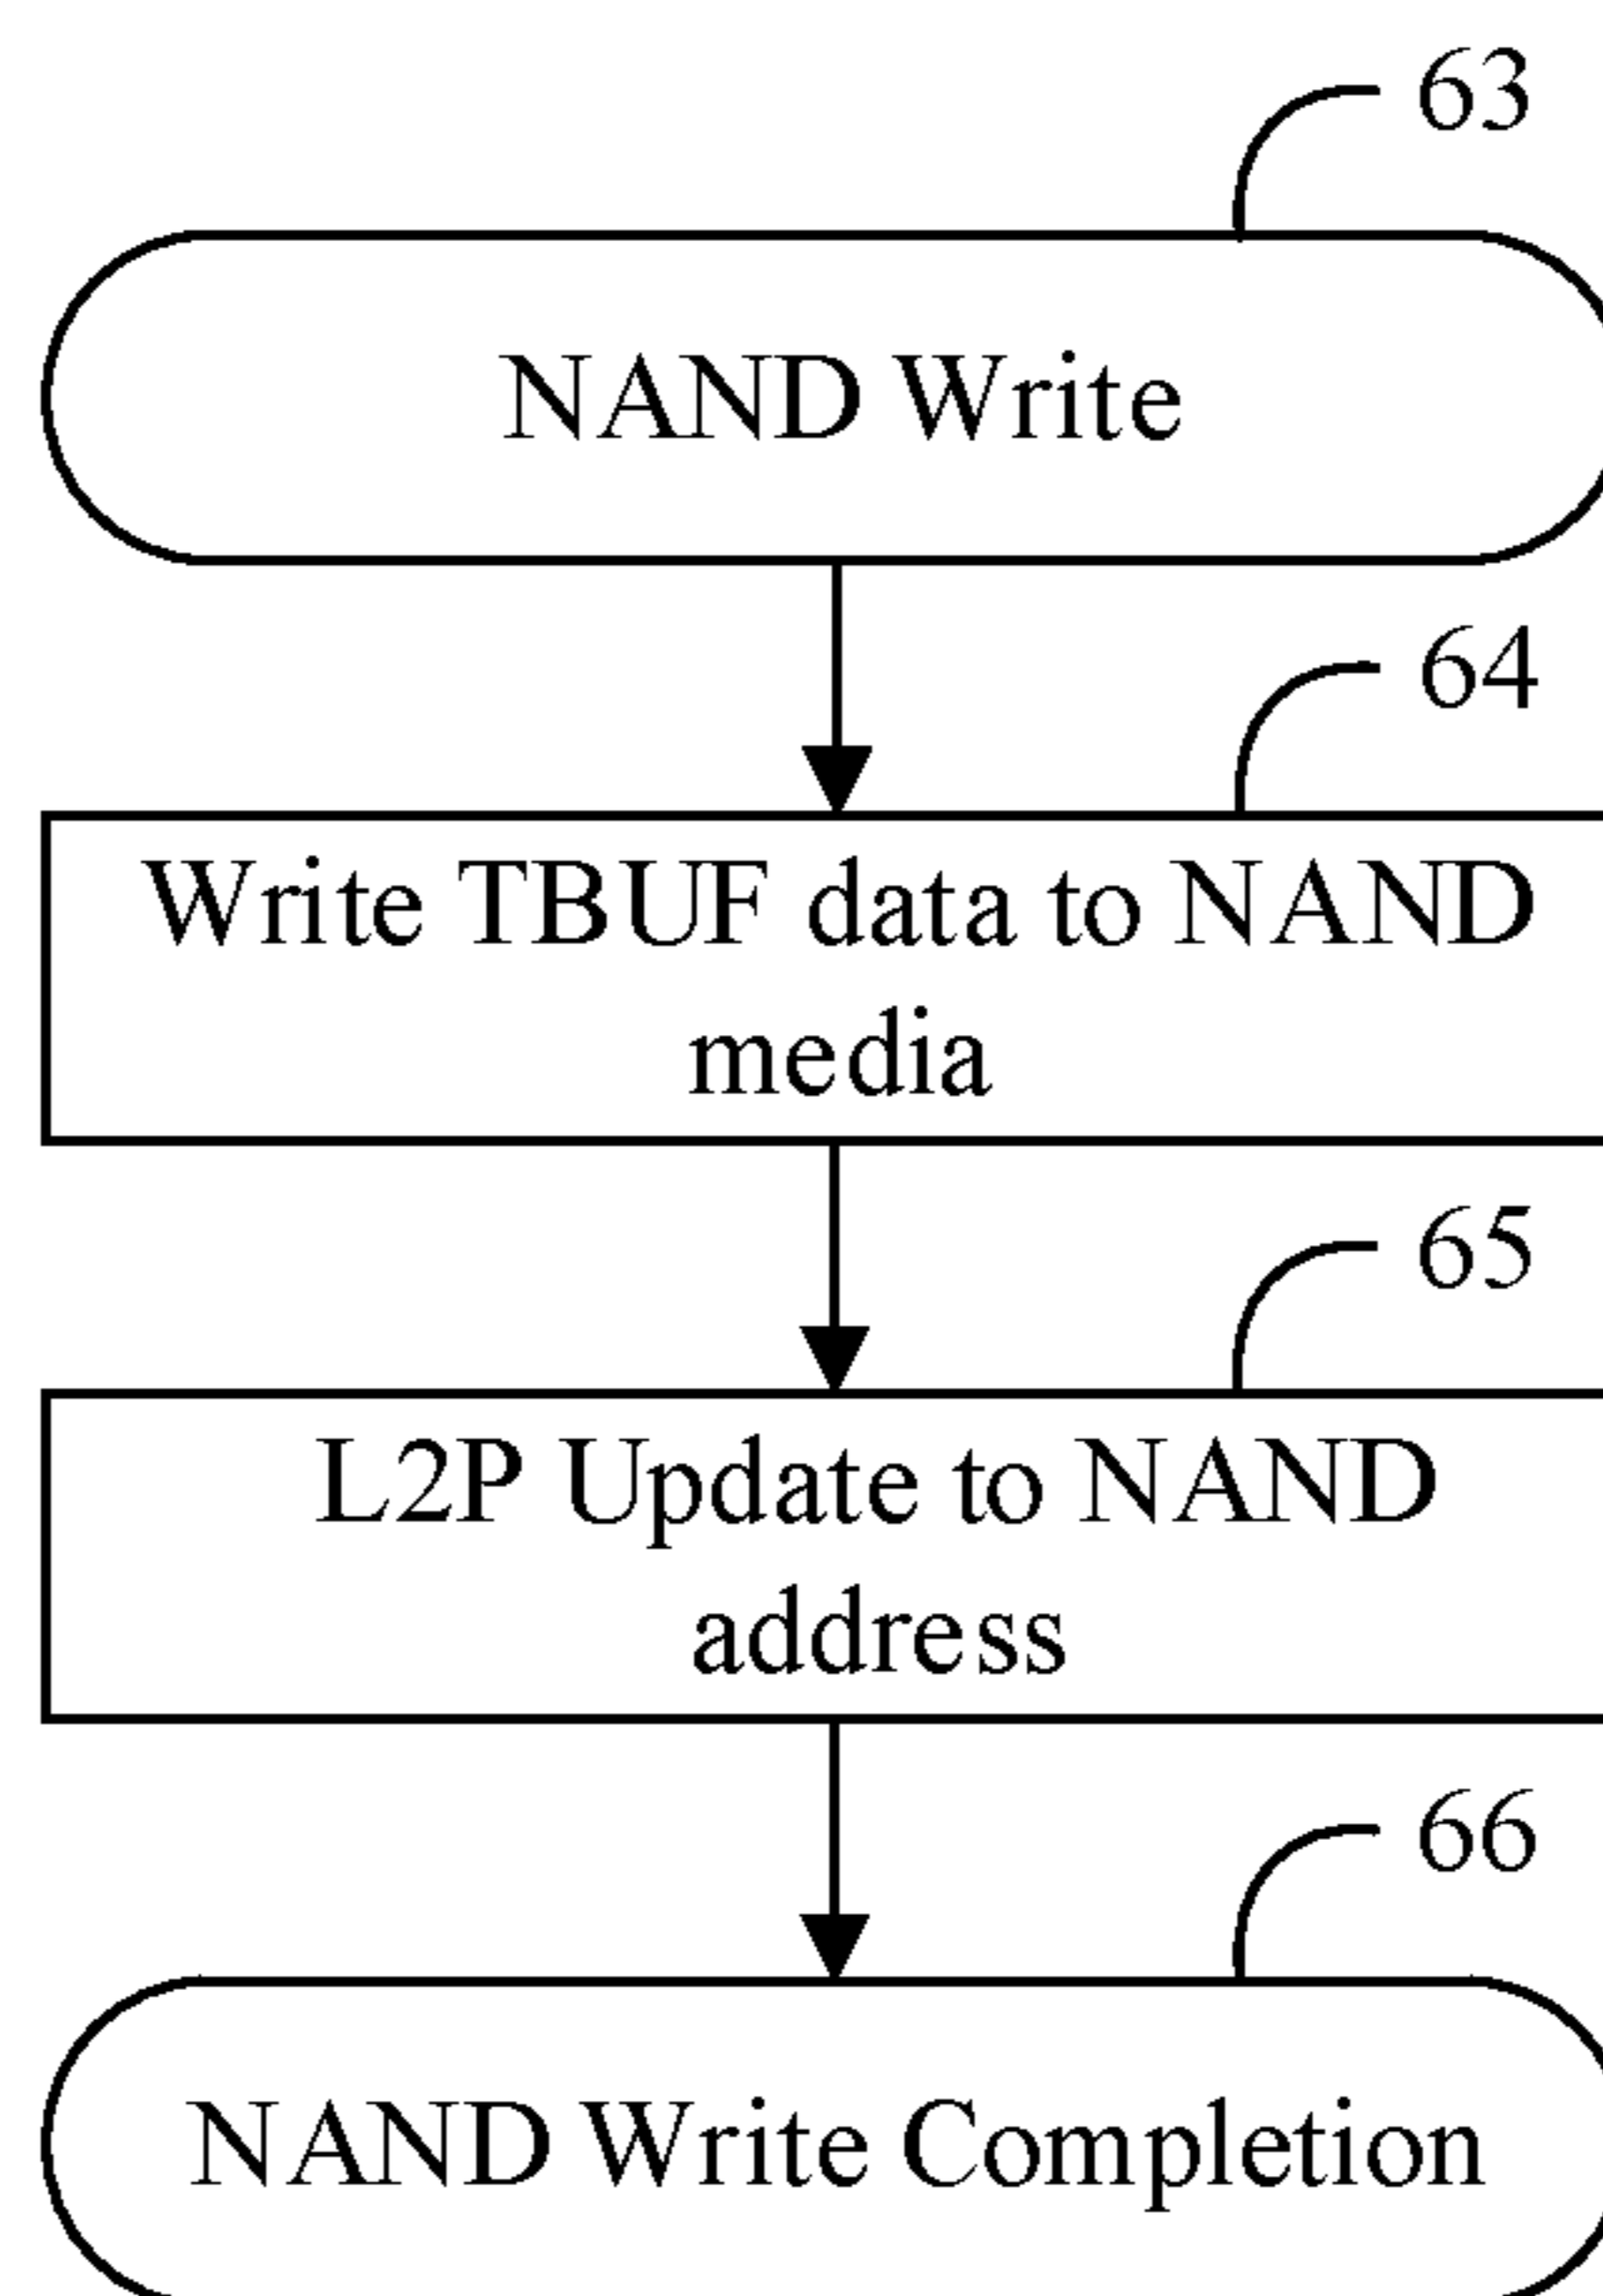 63
NAND Write
64
Write TBUF data to NAND
media
65
L2P Update to NAND
address
66
NAND Write Completion